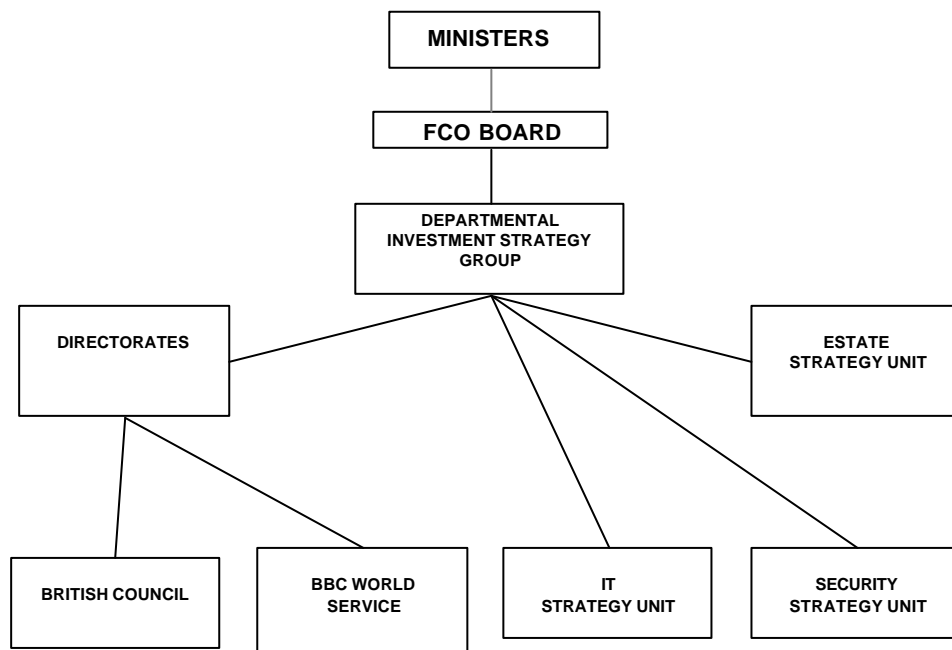 MINISTERS
FCO BOARD
DEPARTMENTAL
INVESTMENT STRATEGY
GROUP
DIRECTORATES
ESTATE
STRATEGY UNIT
BRITISH COUNCIL
BBC WORLD
SERVICE
IT
STRATEGY UNIT
SECURITY
STRATEGY UNIT